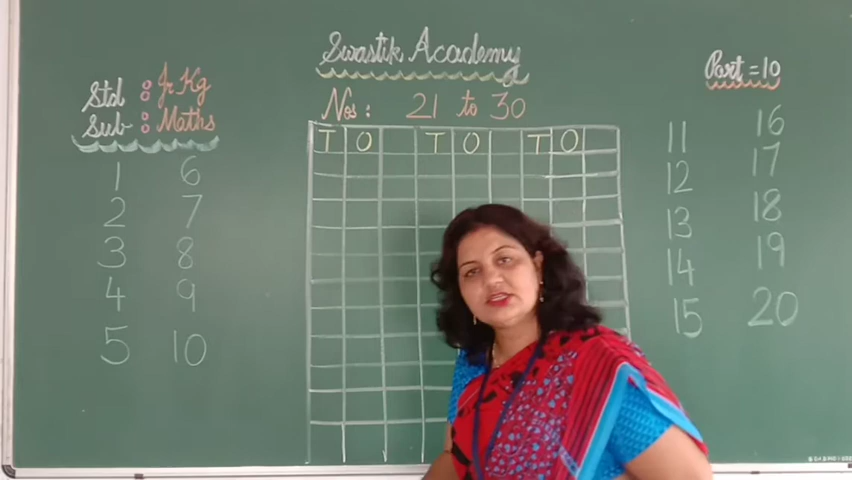 Swastik Academy
Std : Jr. Kg
Sub : Maths
Part = 10
Nos : 21 to 30
T O T O T O
1 6
2 7
3 8
4 9
5 10
11 16
12 17
13 18
14 19
15 20